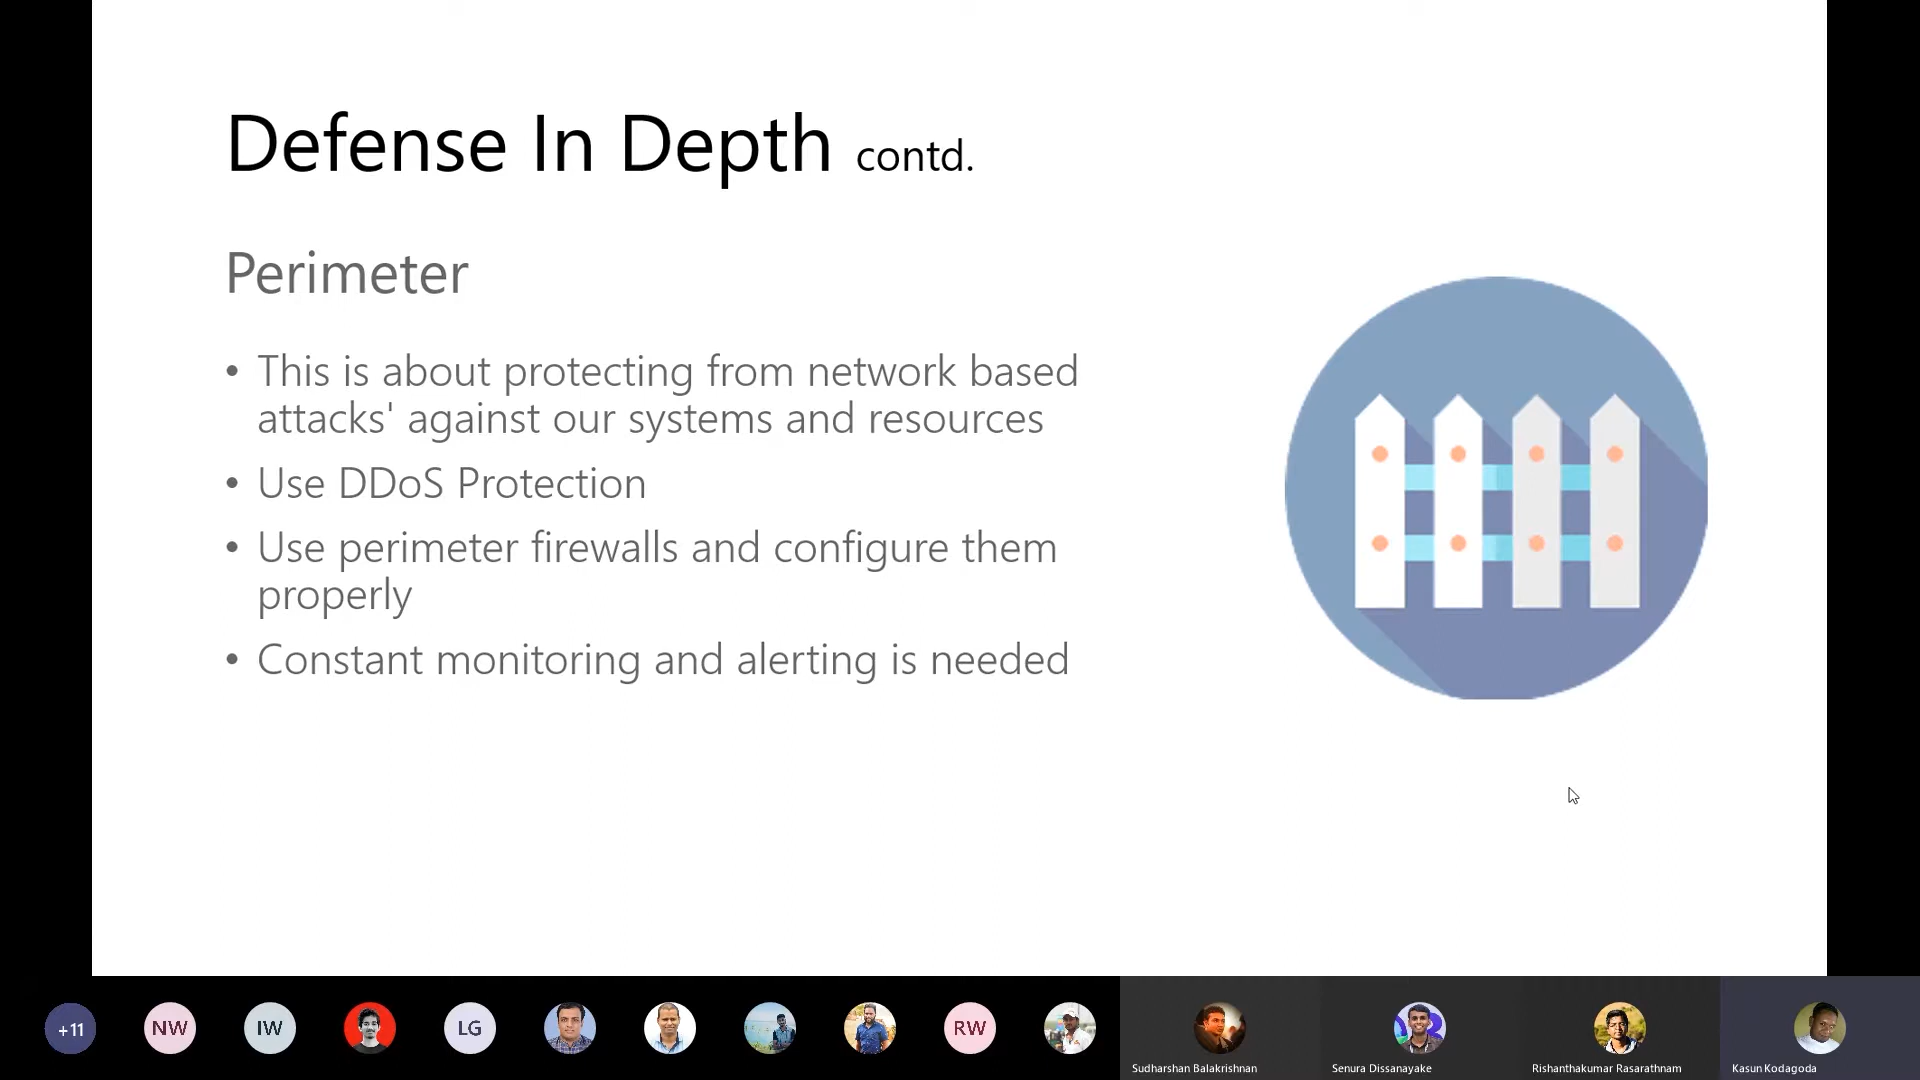 Defense In Depth contd.
Perimeter
• This is about protecting from network based
attacks' against our systems and resources
• Use DDoS Protection
• Use perimeter firewalls and configure them
properly
• Constant monitoring and alerting is needed
+11
NW
IW
LG
RW
Sudharshan Balakrishnan
Senura Dissanayake
Rishanthakumar Rasarathnam
Kasun Kodagoda